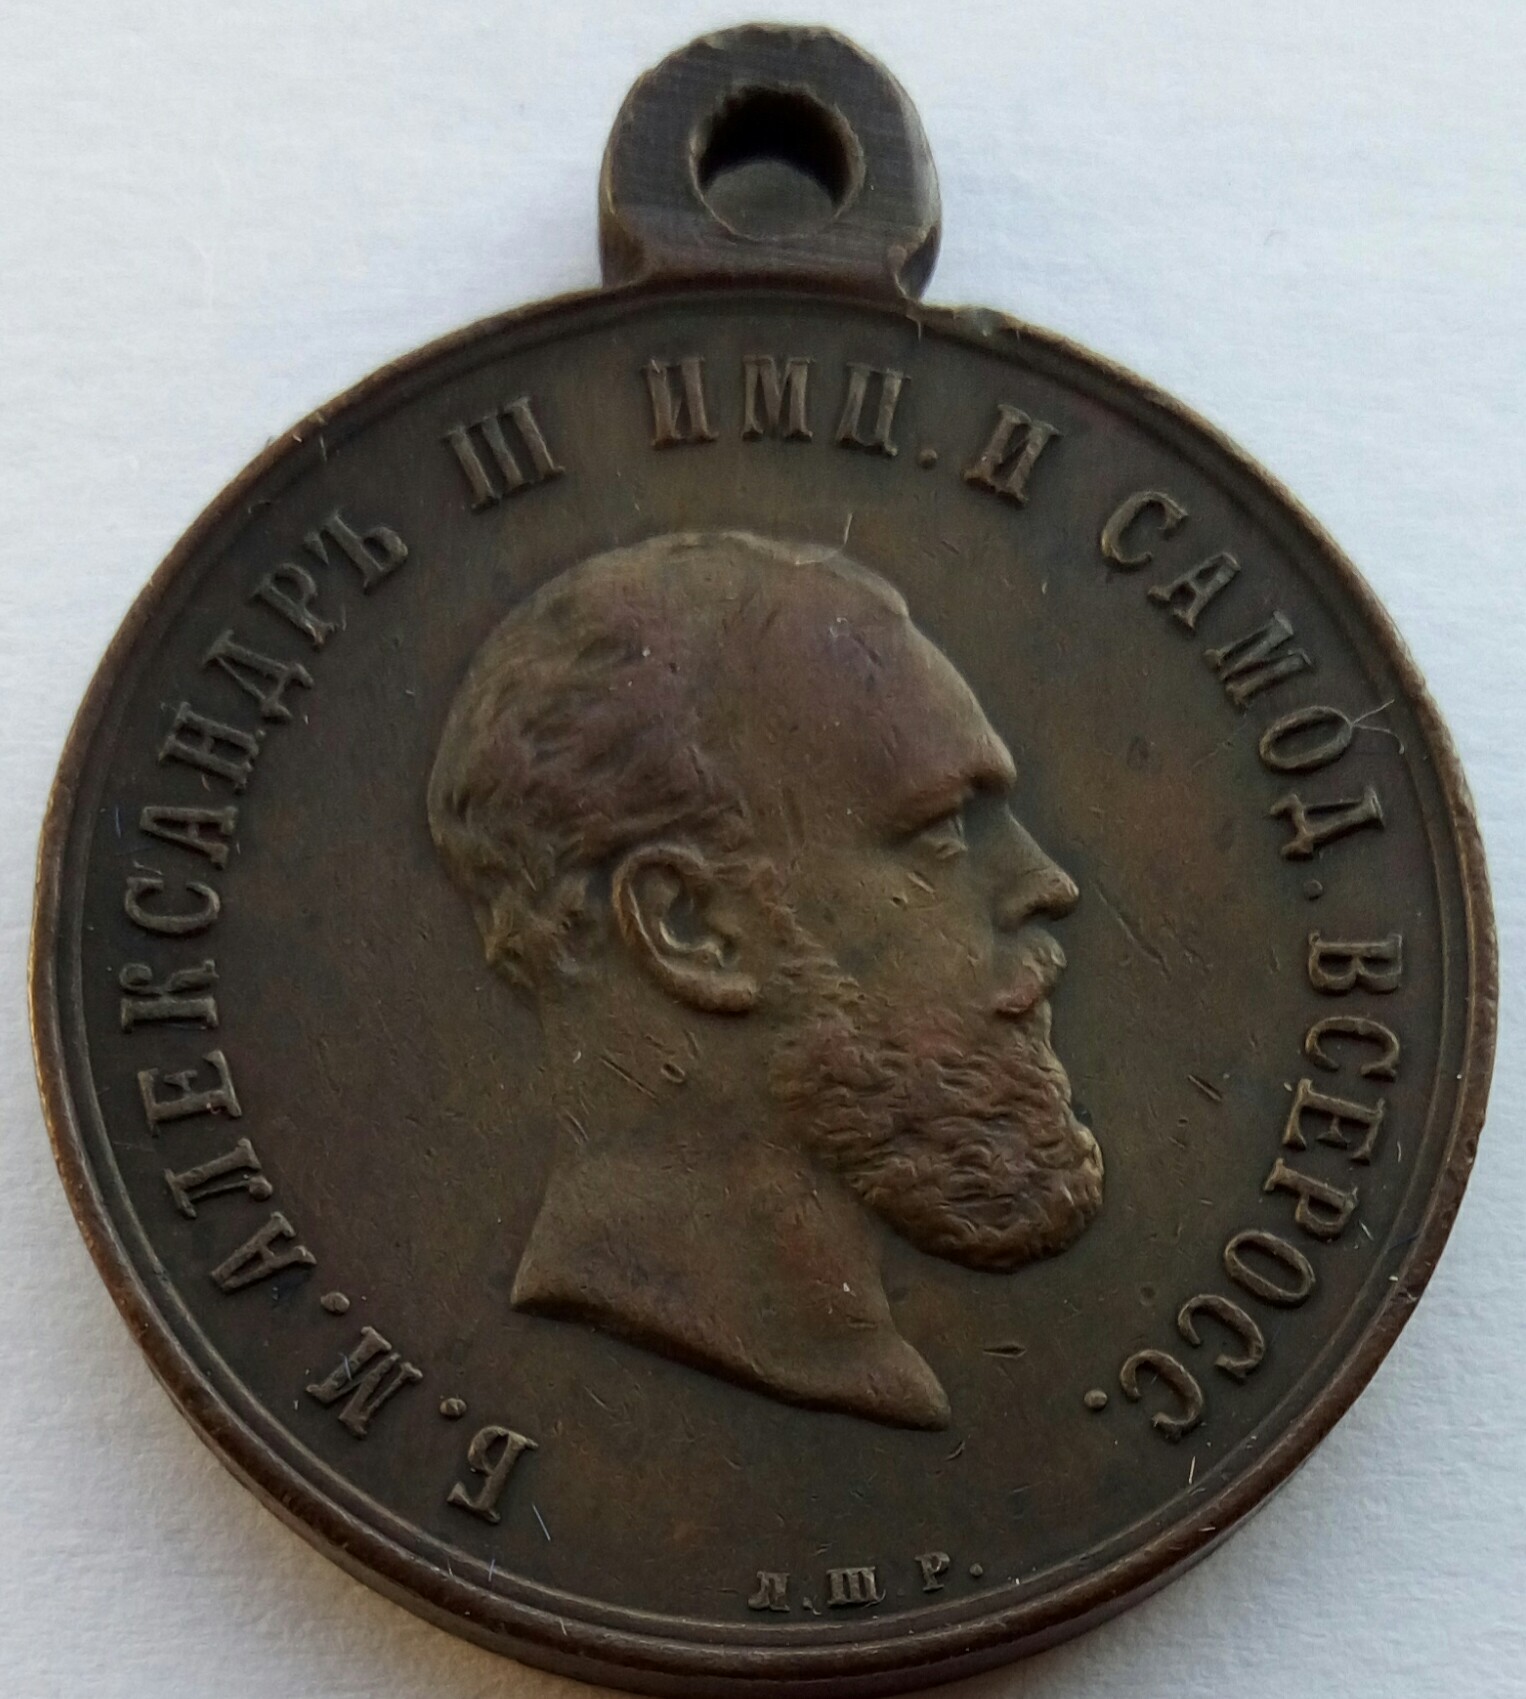 Б. М. АЛЕКСАНДРЪ III ИМП. И САМОД. ВСЕРОСС.
Л. Ш. Р.